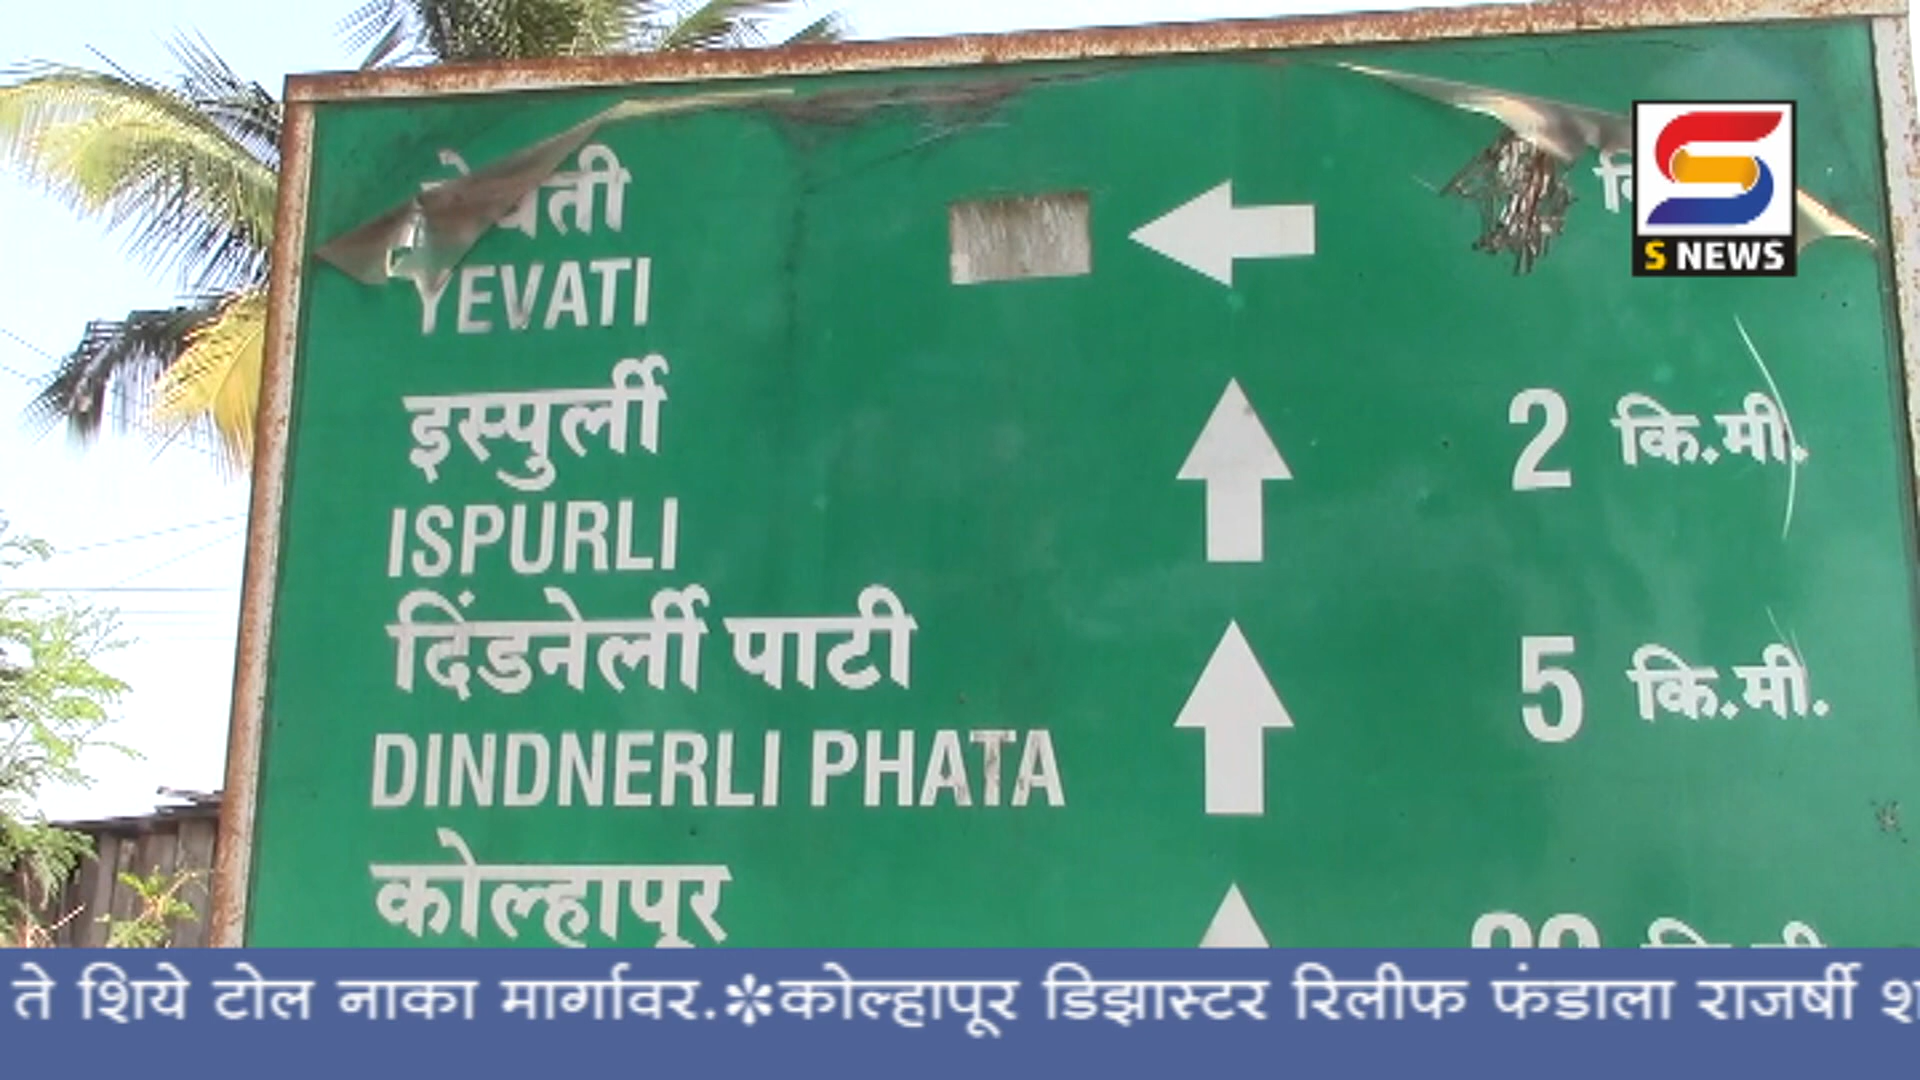 YEVATI
इस्पुर्ली
2 कि.मी.
ISPURLI
दिंडनेर्ली पाटी
5 कि.मी.
DINDNERLI PHATA
कोल्हापूर
S NEWS
ते शिये टोल नाका मार्गावर.✻कोल्हापूर डिझास्टर रिलीफ फंडाला राजर्षी